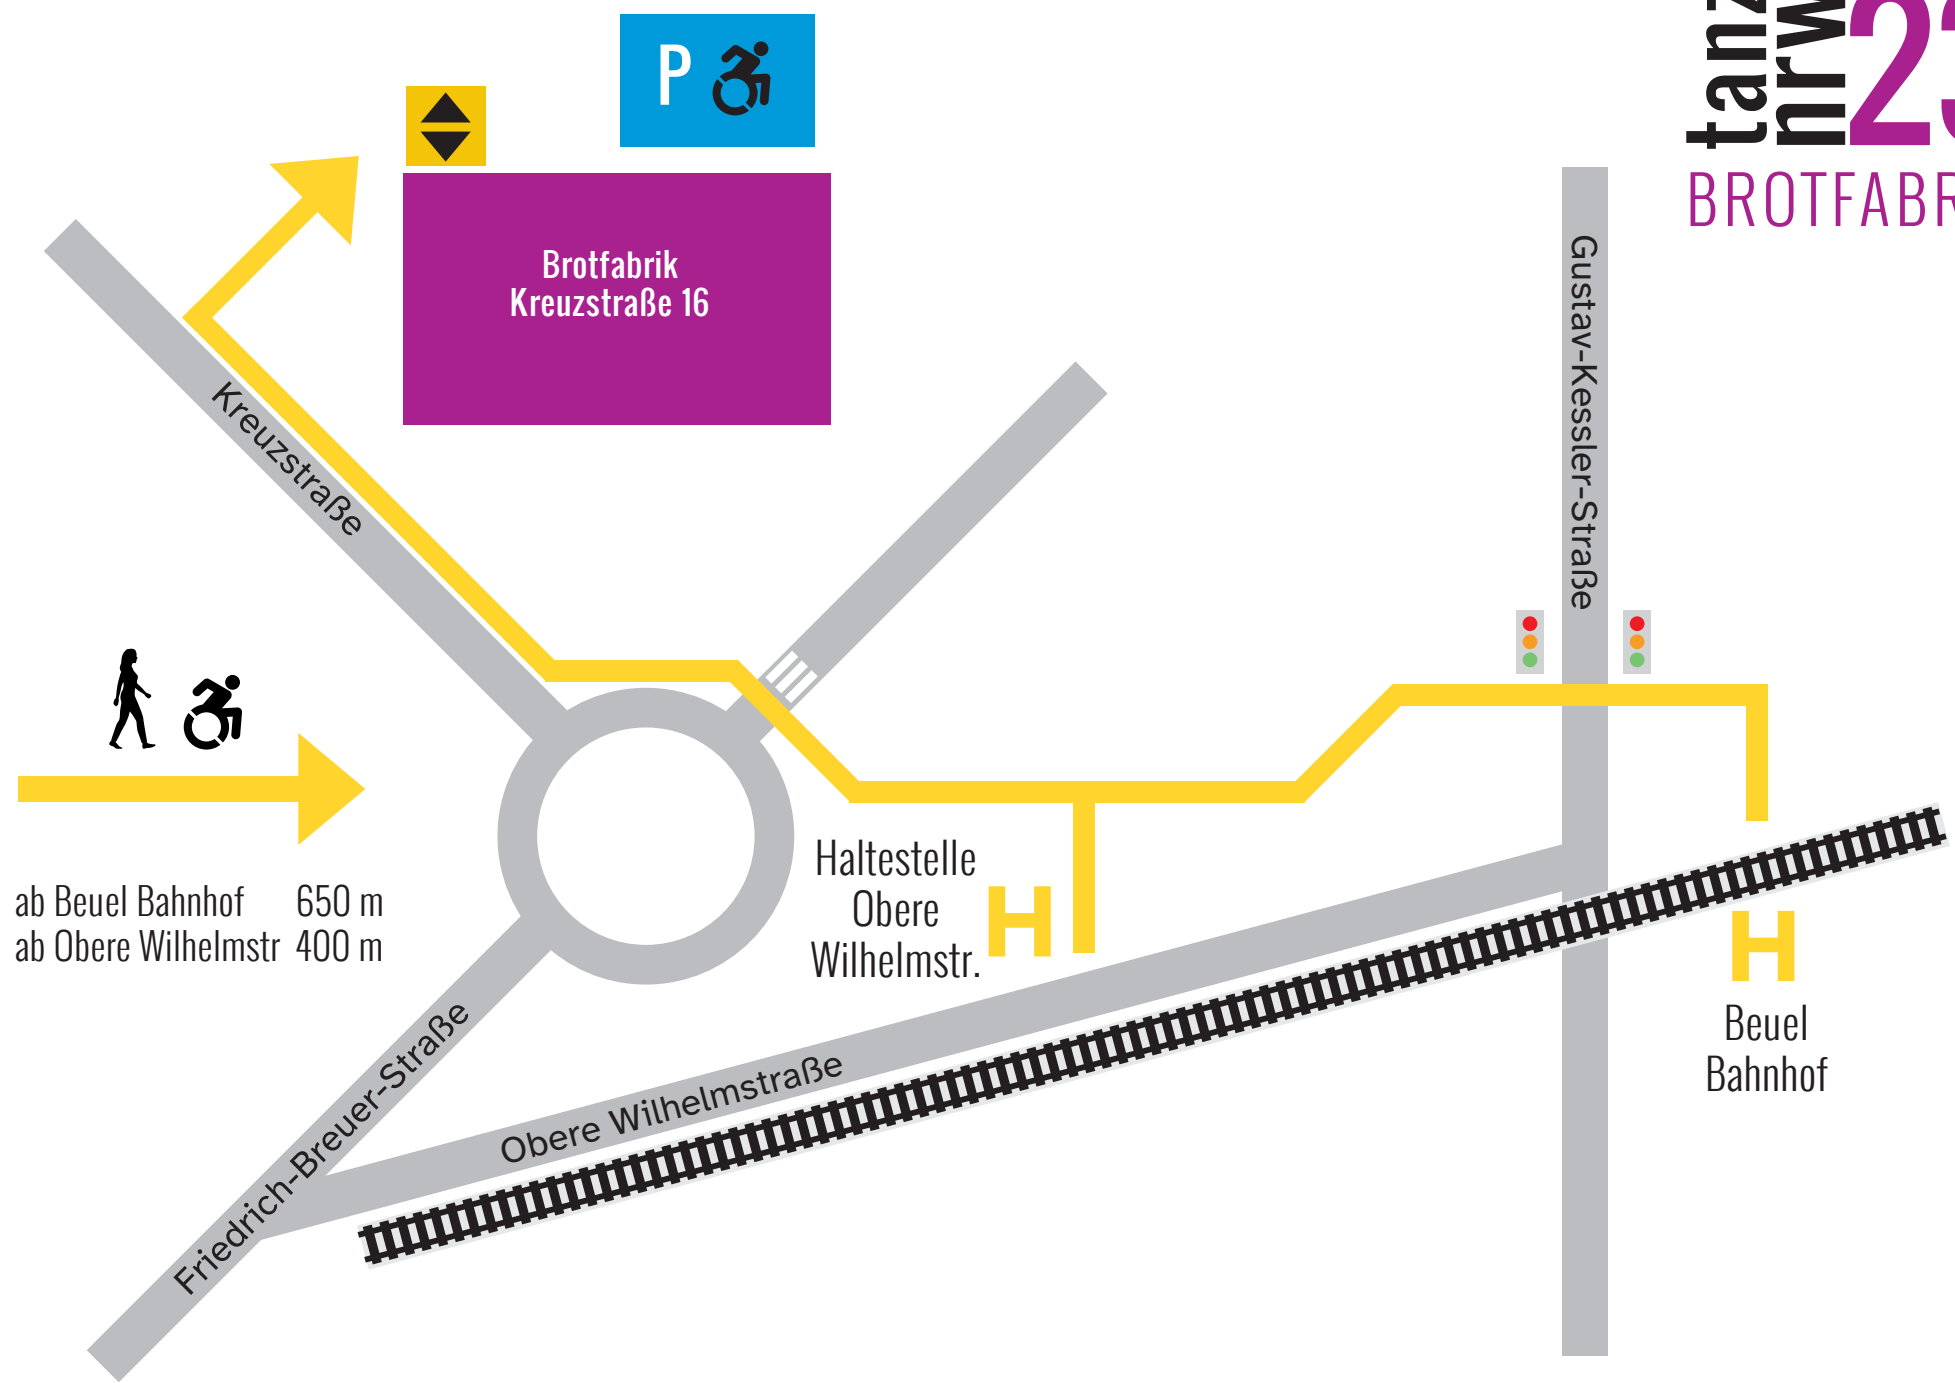 P
tanz
nrw
23
BROTFABR
Brotfabrik
Kreuzstraße 16
Gustav-Kessler-Straße
Kreuzstraße
Haltestelle
Obere
Wilhelmstr.
H
ab Beuel Bahnhof 650 m
ab Obere Wilhelmstr 400 m
H
Beuel
Bahnhof
Friedrich-Breuer-Straße
Obere Wilhelmstraße